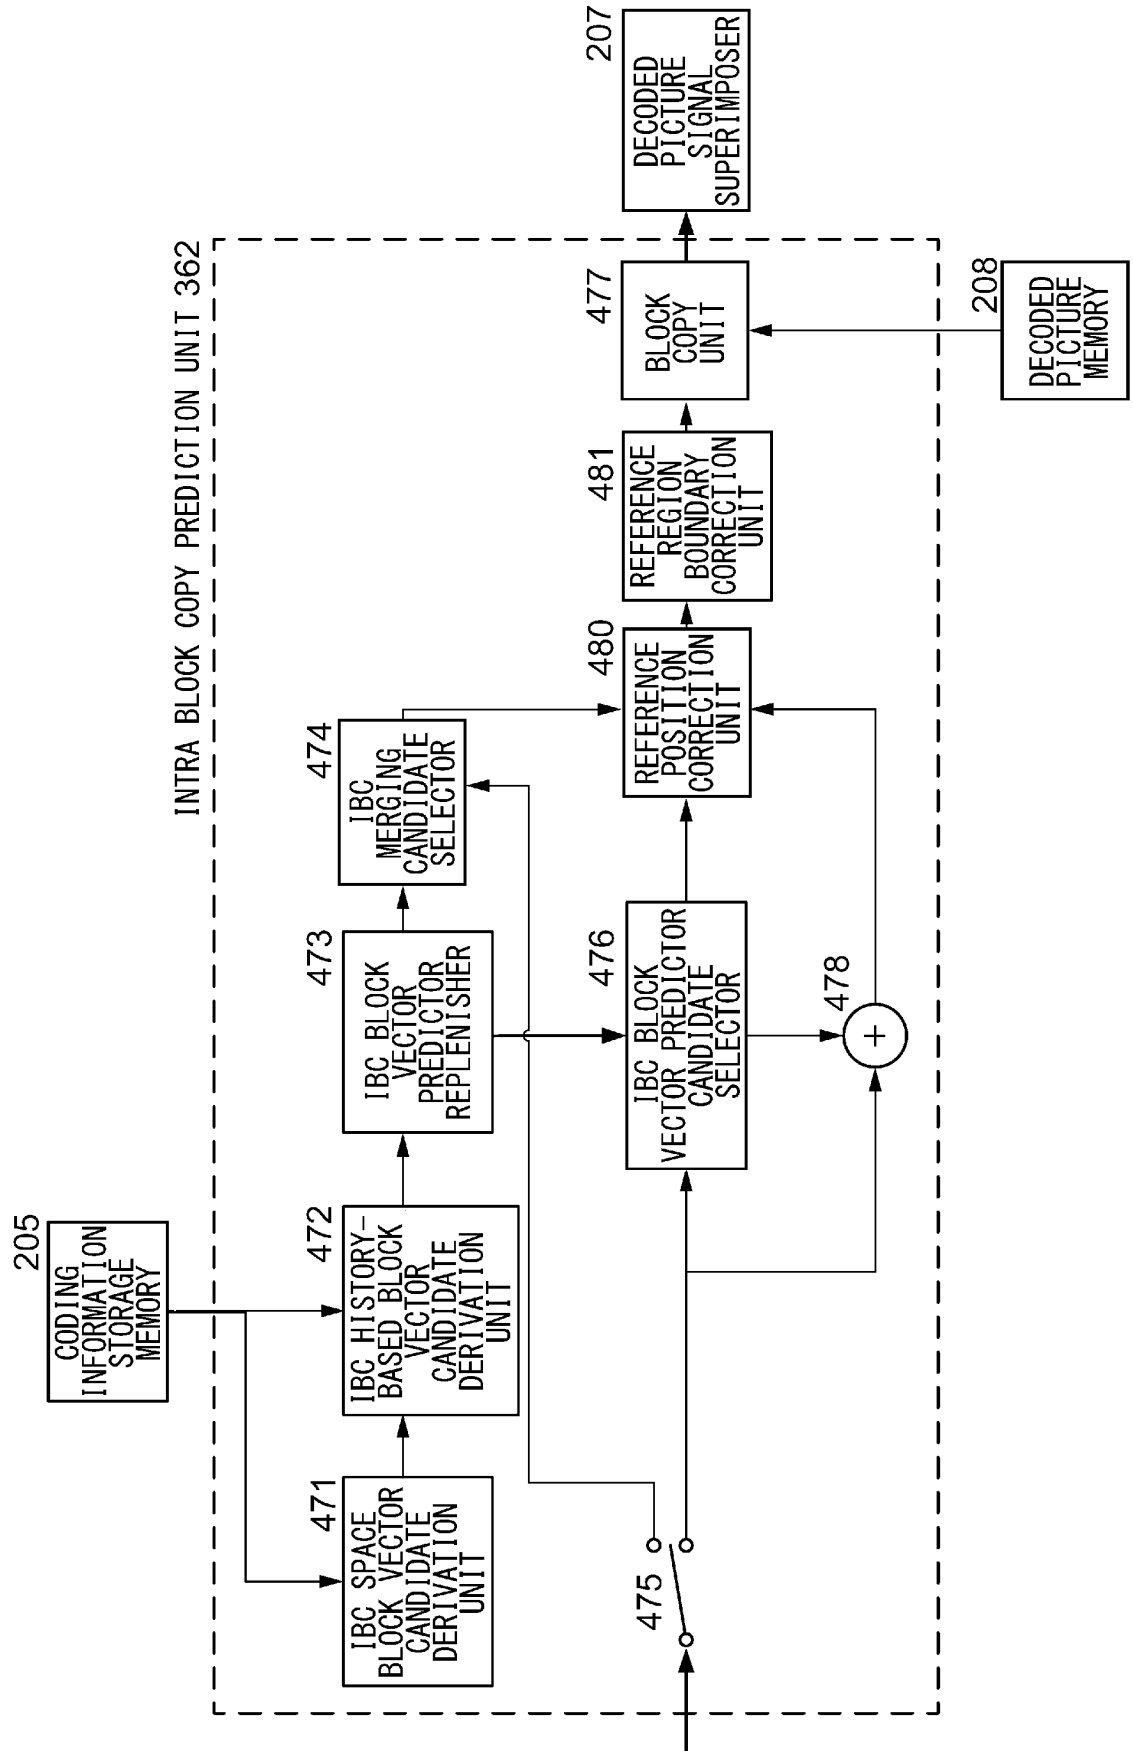 INTRA BLOCK COPY PREDICTION UNIT 362
205
CODING
INFORMATION
STORAGE
MEMORY
471
IBC SPACE
BLOCK VECTOR
CANDIDATE
DERIVATION
UNIT
472
IBC HISTORY-
BASED BLOCK
VECTOR
CANDIDATE
DERIVATION
UNIT
473
IBC BLOCK
VECTOR
PREDICTOR
REPLENISHER
474
IBC
MERGING
CANDIDATE
SELECTOR
475
476
IBC BLOCK
VECTOR PREDICTOR
CANDIDATE
SELECTOR
478
+
480
REFERENCE
POSITION
CORRECTION
UNIT
481
REFERENCE
REGION
BOUNDARY
CORRECTION
UNIT
477
BLOCK
COPY
UNIT
207
DECODED
PICTURE
SIGNAL
SUPERIMPOSER
208
DECODED
PICTURE
MEMORY